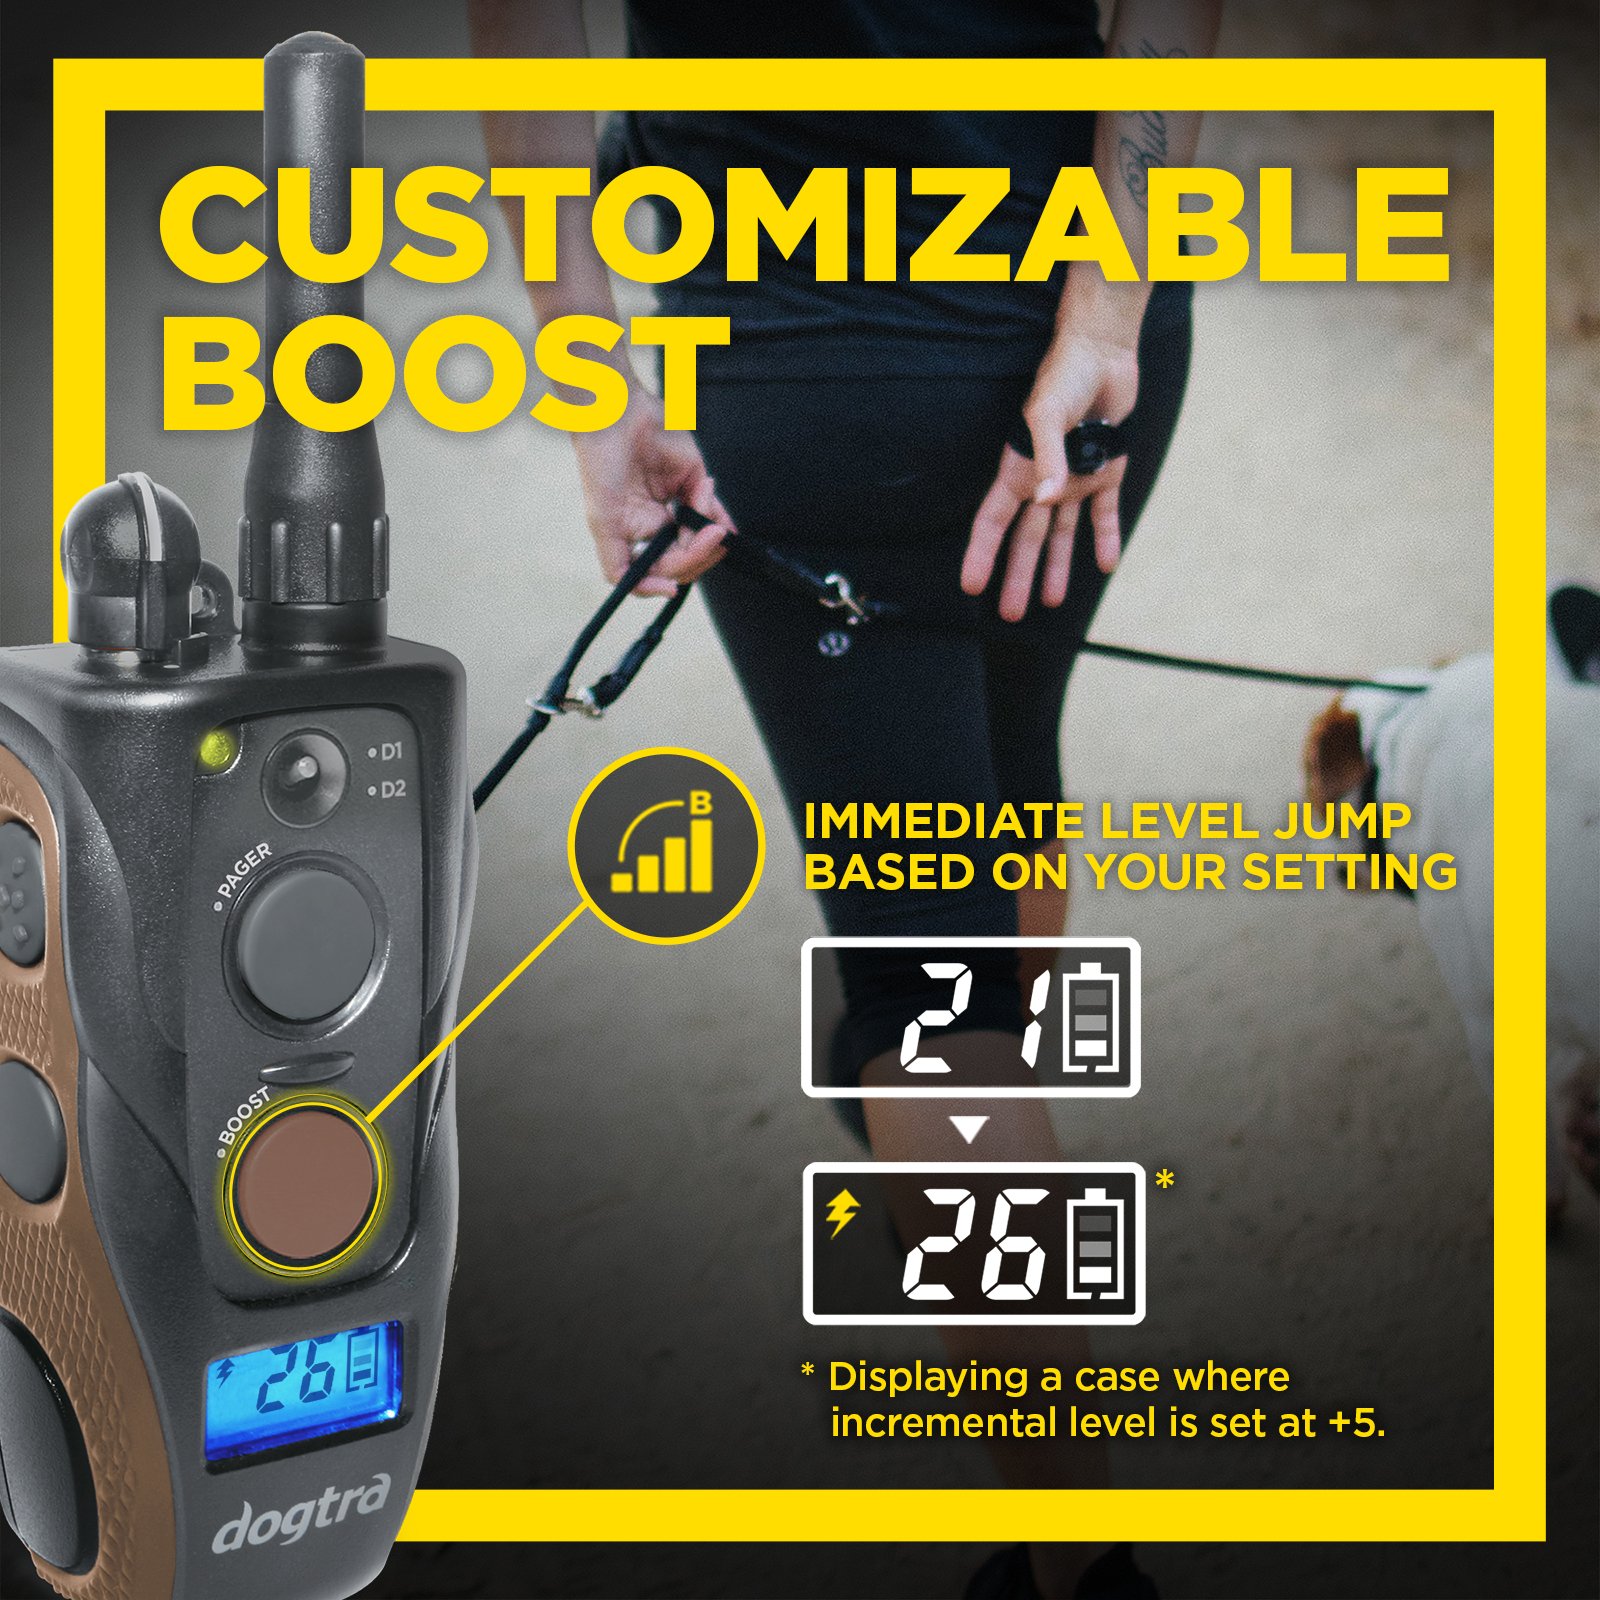 CUSTOMIZABLE
BOOST
D1
D2
PAGER
B
IMMEDIATE LEVEL JUMP
BASED ON YOUR SETTING
21
BOOST
26
*
26
* Displaying a case where
incremental level is set at +5.
dogtra